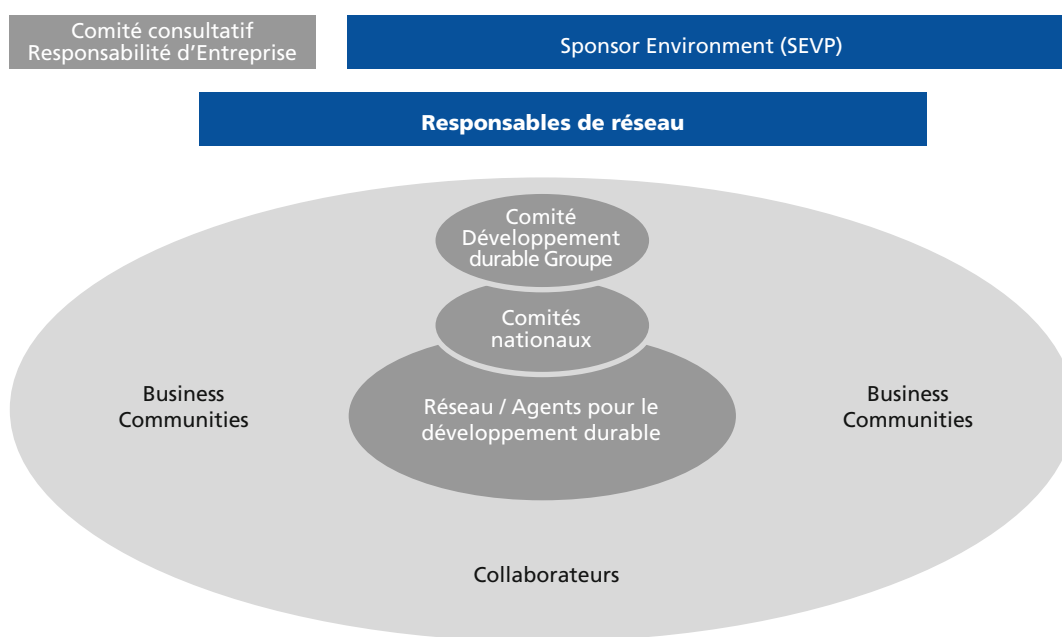 Comité consultatif
Responsabilité d’Entreprise
Sponsor Environment (SEVP)
Responsables de réseau
Comité
Développement
durable Groupe
Comités
nationaux
Business
Communities
Réseau / Agents pour le
développement durable
Business
Communities
Collaborateurs